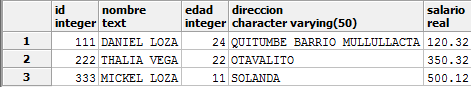 id nombre edad direccion salario
integer text integer character varying(50) real
1 111 DANIEL LOZA 24 QUITUMBE BARRIO MULLULLACTA 120.32
2 222 THALIA VEGA 22 OTAVALITO 350.32
3 333 MICKEL LOZA 11 SOLANDA 500.12